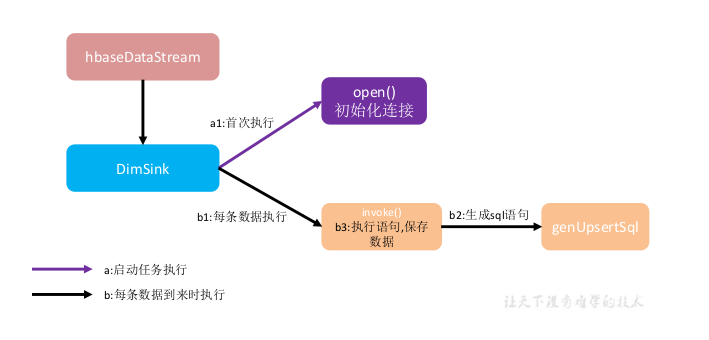 hbaseDataStream
open()
初始化连接
a1:首次执行
DimSink
b1:每条数据执行
invoke()
b3:执行语句,保存
数据
b2:生成sql语句
genUpsertSql
a:启动任务执行
b:每条数据到来时执行
让天下没有难学的技术